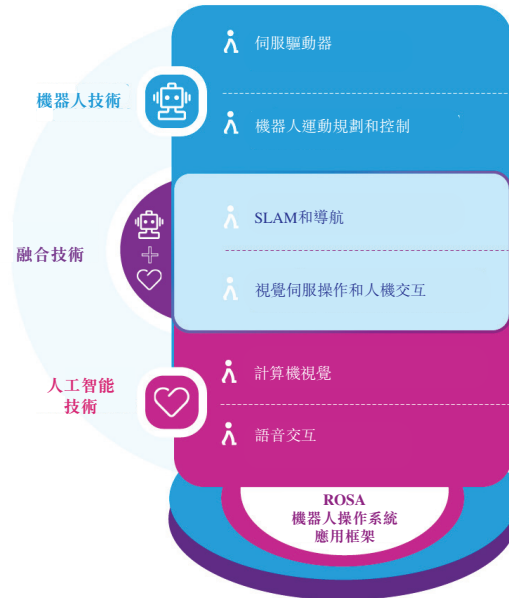 伺服驅動器
機器人技術
機器人運動規劃和控制
SLAM和導航
融合技術
視覺伺服操作和人機交互
計算機視覺
人工智能
技術
語音交互
ROSA
機器人操作系統
應用框架